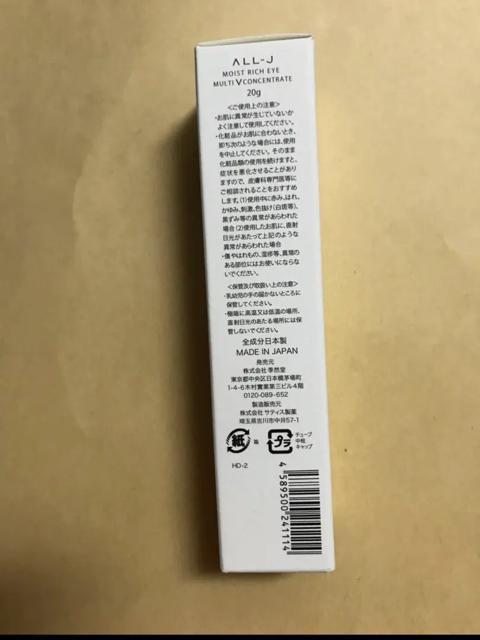 ALL-J
MOIST RICH EYE
MULTI V CONCENTRATE
20g
<ご使用上の注意>
・お肌に異常が生じていないか
よく注意して使用してください。
・化粧品がお肌に合わないとき、
即ち次のような場合には、使用
を中止してください。そのまま
化粧品類の使用を続けますと、
症状を悪化させることがあり
ますので、皮膚科専門医等に
ご相談されることをおすすめ
します。(1)使用中に赤み、はれ、
かゆみ、刺激、色抜け(白斑等)、
黒ずみ等の異常があらわれた
場合(2)使用したお肌に、直射
日光があたって上記のような
異常があらわれた場合
・傷やはれもの、湿疹等、異常の
ある部位にはお使いにならな
いでください。
<保管及び取扱い上の注意>
・乳幼児の手の届かないところに
保管してください。
・極端に高温又は低温の場所、
直射日光のあたる場所には保
管しないでください。
全成分日本製
MADE IN JAPAN
発売元
株式会社 季然堂
東京都中央区日本橋茅場町
1-4-6木村實業第三ビル4階
0120-089-652
製造販売元
株式会社 サティス製薬
埼玉県吉川市中井57-1
紙 箱
プラ チューブ
中栓
キャップ
HD-2
4 589500 241114